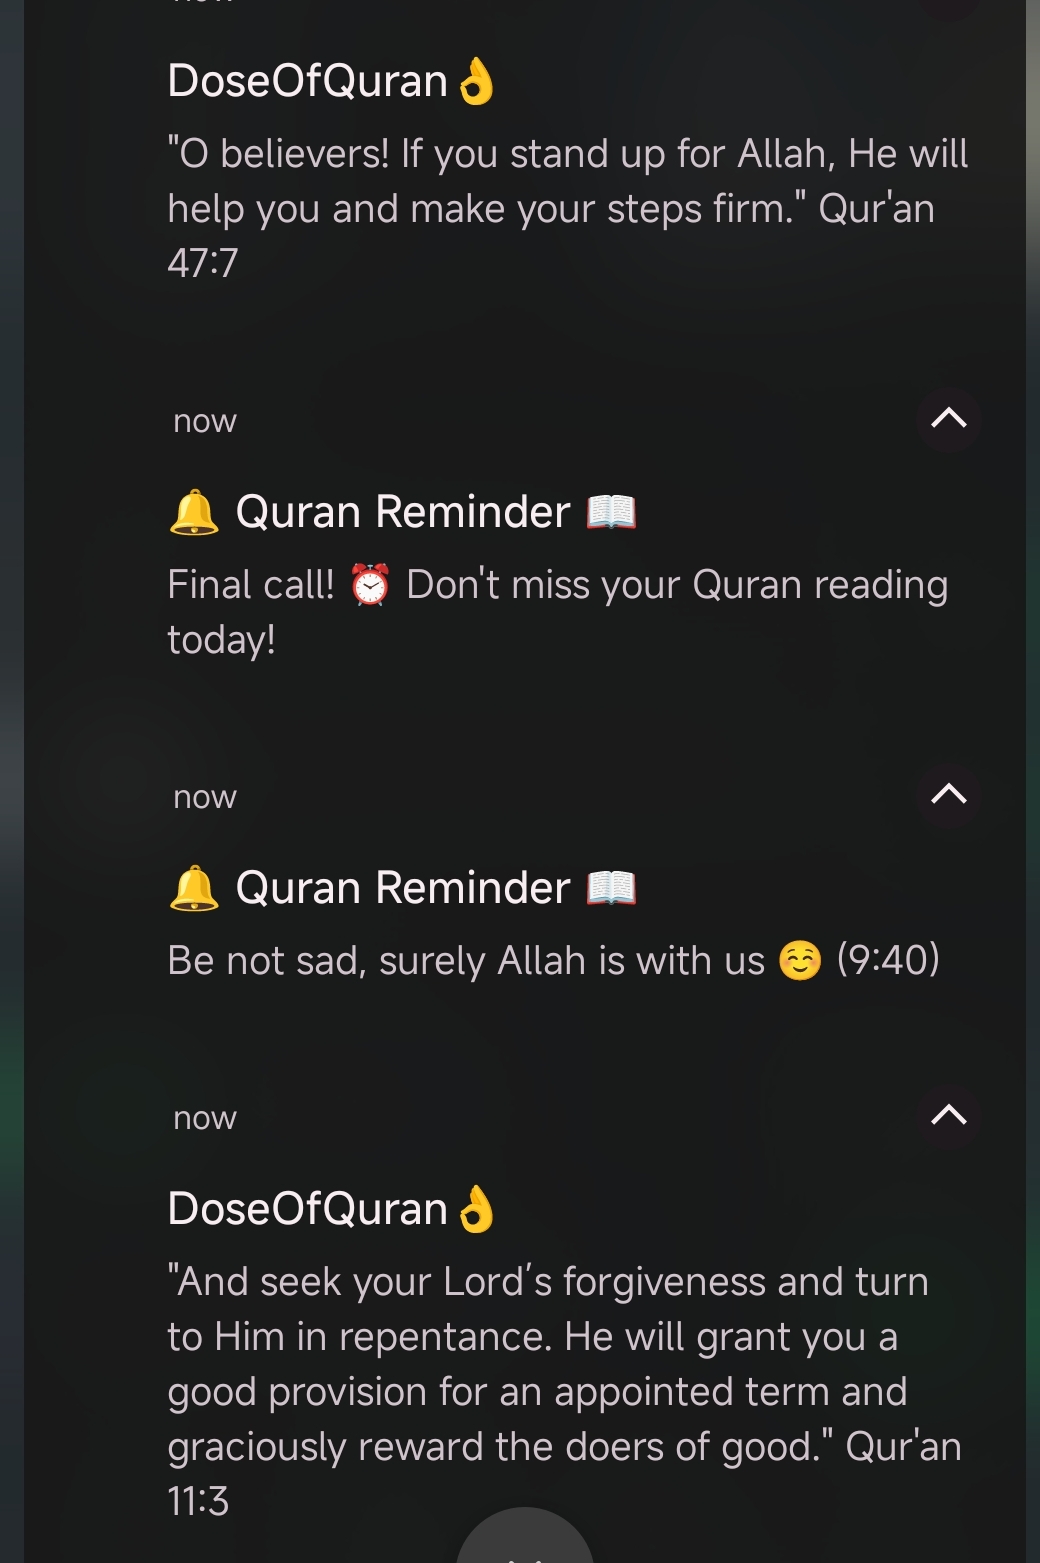 now
DoseOfQuran👌
"O believers! If you stand up for Allah, He will
help you and make your steps firm." Qur'an
47:7
now
🔔 Quran Reminder 📖
Final call! ⏰ Don't miss your Quran reading
today!
now
🔔 Quran Reminder 📖
Be not sad, surely Allah is with us ☺️ (9:40)
now
DoseOfQuran👌
"And seek your Lord’s forgiveness and turn
to Him in repentance. He will grant you a
good provision for an appointed term and
graciously reward the doers of good." Qur'an
11:3